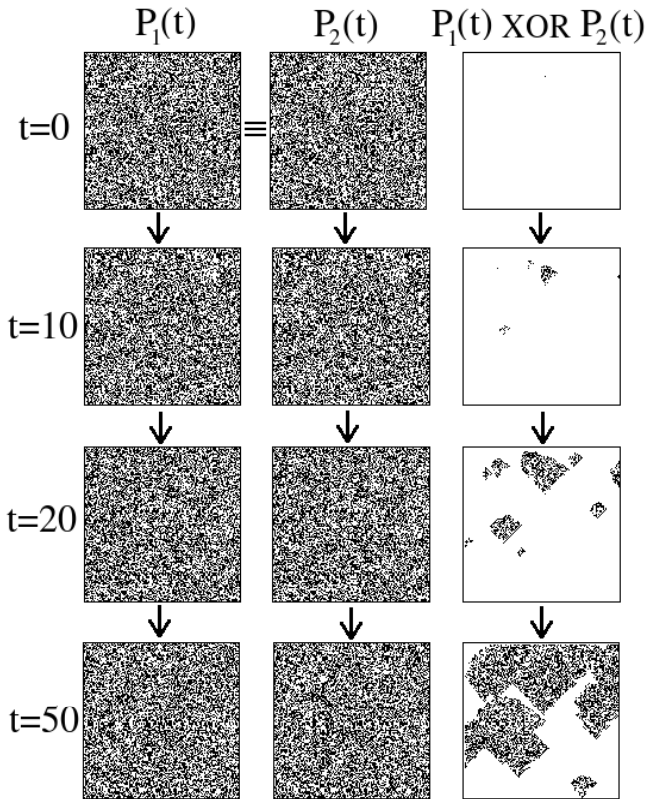 P₁(t) P₂(t) P₁(t) XOR P₂(t)
t=0 ≡
t=10
t=20
t=50